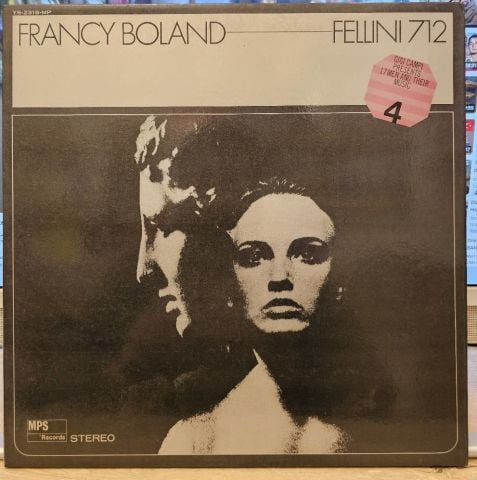 YS-2318-MP
FRANCY BOLAND FELLINI 712
GIGI CAMPI
PRESENTS
17 MEN AND THEIR
MUSIC
4
MPS
Records
STEREO